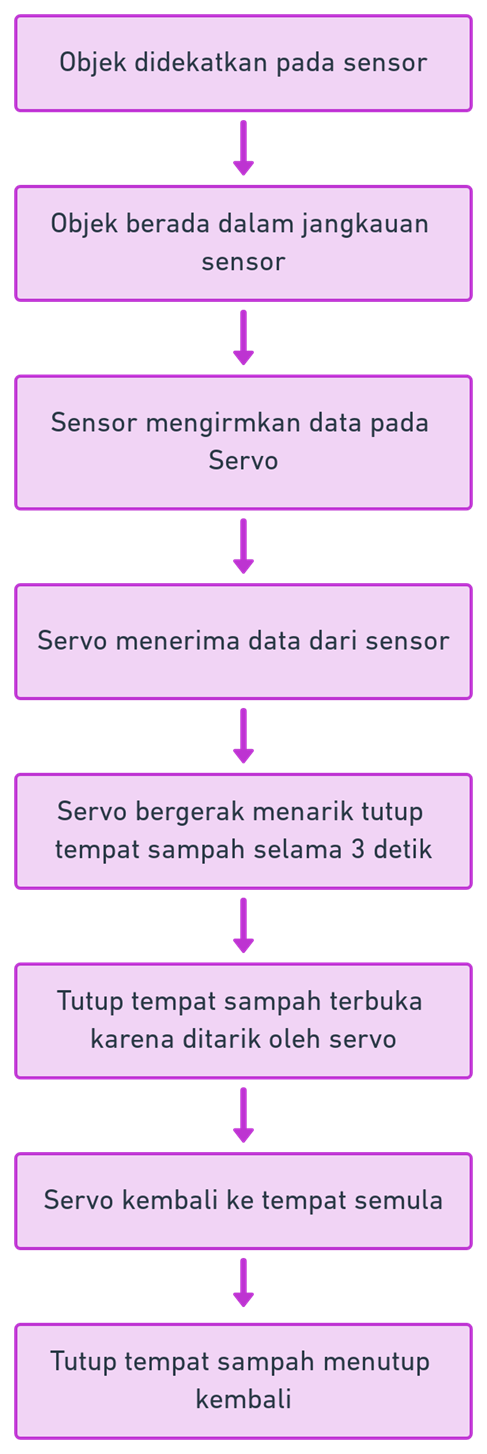 Objek didekatkan pada sensor
Objek berada dalam jangkauan
sensor
Sensor mengirmkan data pada
Servo
Servo menerima data dari sensor
Servo bergerak menarik tutup
tempat sampah selama 3 detik
Tutup tempat sampah terbuka
karena ditarik oleh servo
Servo kembali ke tempat semula
Tutup tempat sampah menutup
kembali